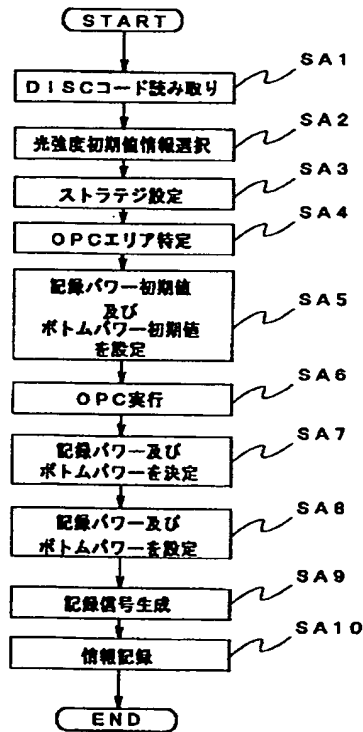 START
DISCコード読み取り
SA1
光強度初期値情報選択
SA2
ストラテジ設定
SA3
OPCエリア特定
SA4
記録パワー初期値
及び
ボトムパワー初期値
を設定
SA5
OPC実行
SA6
記録パワー及び
ボトムパワーを決定
SA7
記録パワー及び
ボトムパワーを設定
SA8
記録信号生成
SA9
情報記録
SA10
END